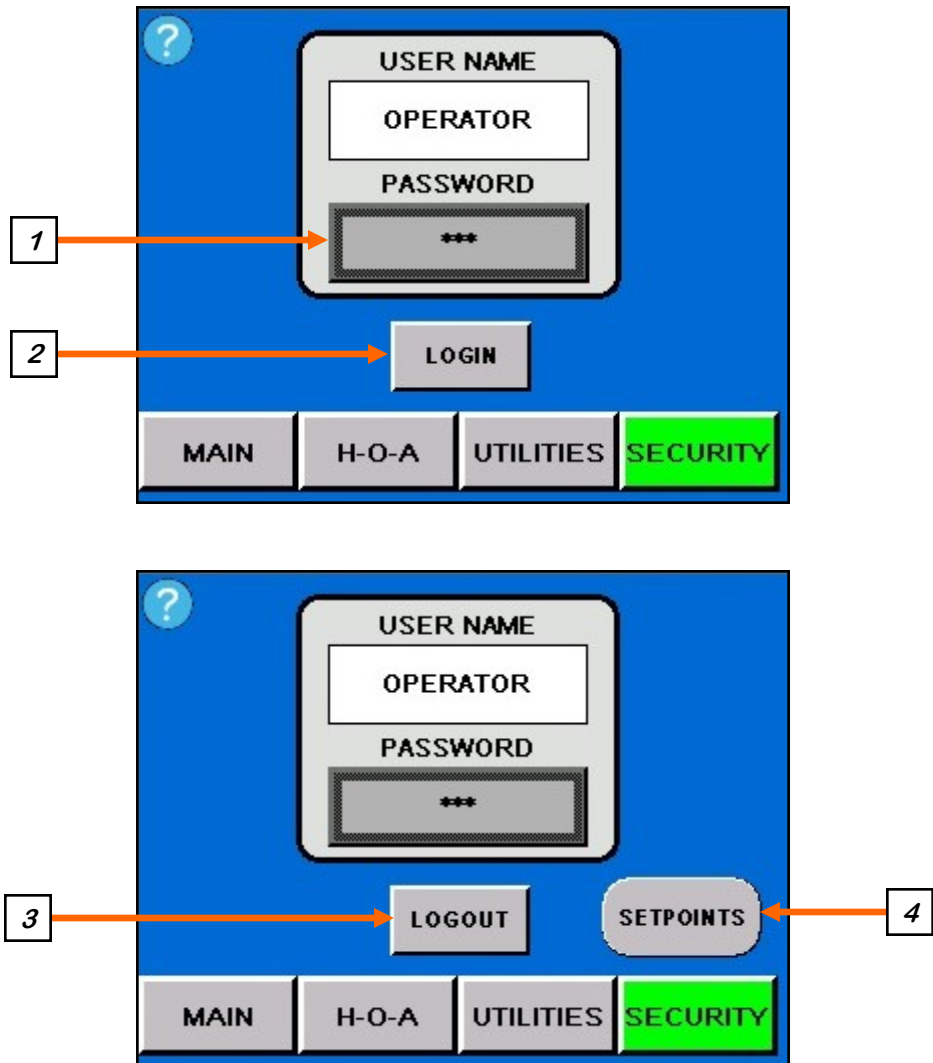 ?
USER NAME
OPERATOR
PASSWORD
1
***
2
LOGIN
MAIN H-O-A UTILITIES SECURITY
?
USER NAME
OPERATOR
PASSWORD
***
3
LOGOUT
SETPOINTS
4
MAIN H-O-A UTILITIES SECURITY